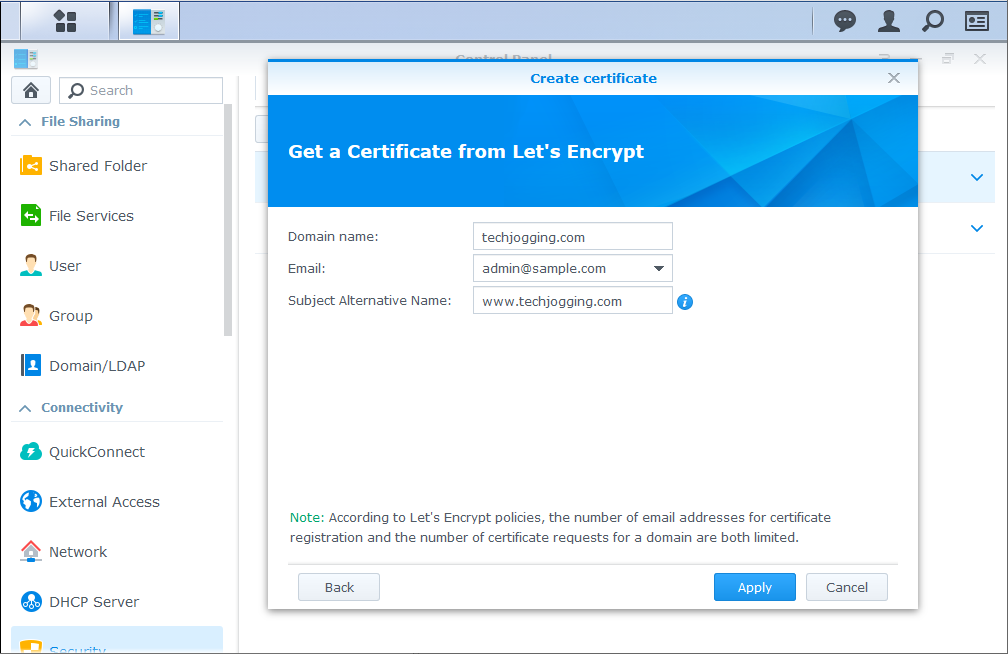 Control Panel
Search
File Sharing
Shared Folder
File Services
User
Group
Domain/LDAP
Connectivity
QuickConnect
External Access
Network
DHCP Server
Security
Create certificate
Get a Certificate from Let's Encrypt
Domain name: techjogging.com
Email: admin@sample.com
Subject Alternative Name: www.techjogging.com
Note: According to Let's Encrypt policies, the number of email addresses for certificate
registration and the number of certificate requests for a domain are both limited.
Back Apply Cancel